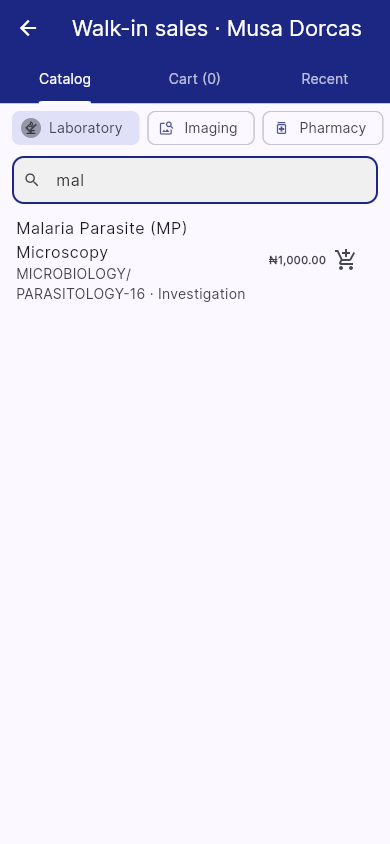 Walk-in sales · Musa Dorcas
Catalog
Cart (0)
Recent
Laboratory
Imaging
Pharmacy
mal
Malaria Parasite (MP)
Microscopy
MICROBIOLOGY/
PARASITOLOGY-16 · Investigation
₦1,000.00